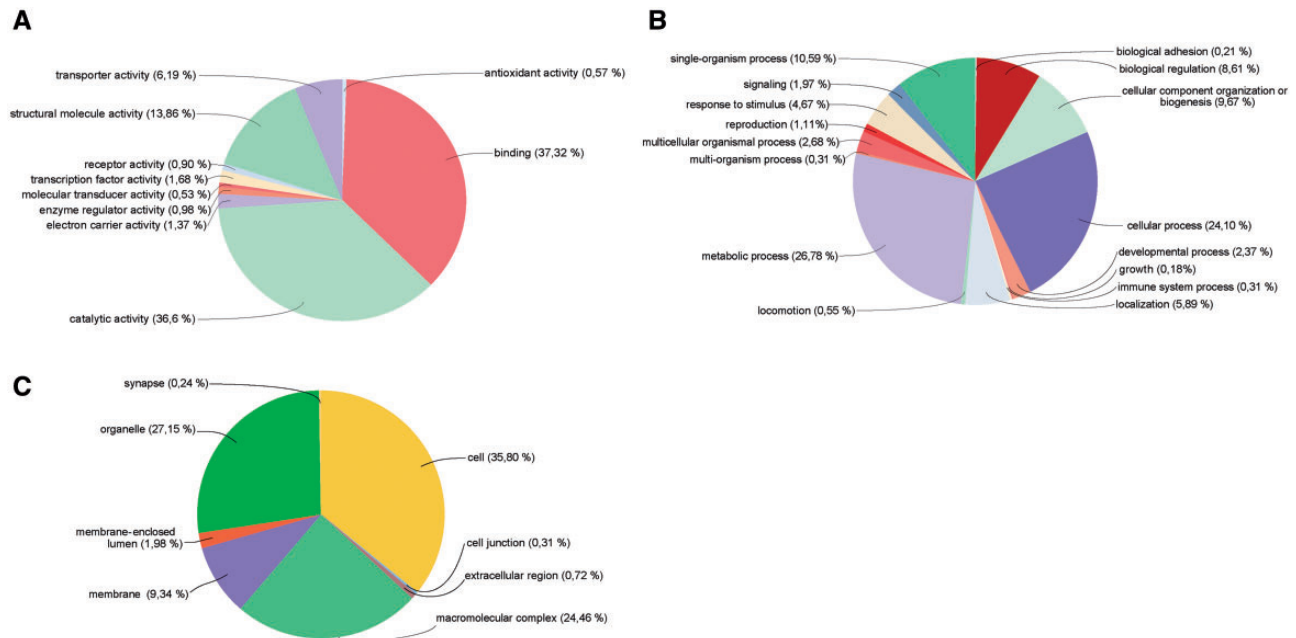 A
transporter activity (6,19 %)
antioxidant activity (0,57 %)
structural molecule activity (13,86 %)
binding (37,32 %)
receptor activity (0,90 %)
transcription factor activity (1,68 %)
molecular transducer activity (0,53 %)
enzyme regulator activity (0,98 %)
electron carrier activity (1,37 %)
catalytic activity (36,6 %)
B
biological adhesion (0,21 %)
single-organism process (10,59 %)
biological regulation (8,61 %)
signaling (1,97 %)
cellular component organization or
biogenesis (9,67 %)
response to stimulus (4,67 %)
reproduction (1,11%)
multicellular organismal process (2,68 %)
multi-organism process (0,31 %)
cellular process (24,10 %)
metabolic process (26,78 %)
developmental process (2,37 %)
growth (0,18%)
immune system process (0,31 %)
localization (5,89 %)
locomotion (0,55 %)
C
synapse (0,24 %)
organelle (27,15 %)
cell (35,80 %)
membrane-enclosed
lumen (1,98 %)
cell junction (0,31 %)
extracellular region (0,72 %)
membrane (9,34 %)
macromolecular complex (24,46 %)